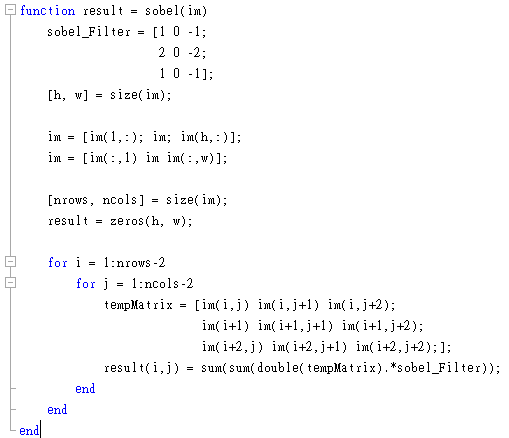 function result = sobel(im)
sobel_Filter = [1 0 -1;
2 0 -2;
1 0 -1];
[h, w] = size(im);
im = [im(1,:); im; im(h,:)];
im = [im(:,1) im im(:,w)];
[nrows, ncols] = size(im);
result = zeros(h, w);
for i = 1:nrows-2
for j = 1:ncols-2
tempMatrix = [im(i,j) im(i,j+1) im(i,j+2);
im(i+1) im(i+1,j+1) im(i+1,j+2);
im(i+2,j) im(i+2,j+1) im(i+2,j+2);];
result(i,j) = sum(sum(double(tempMatrix).*sobel_Filter));
end
end
end